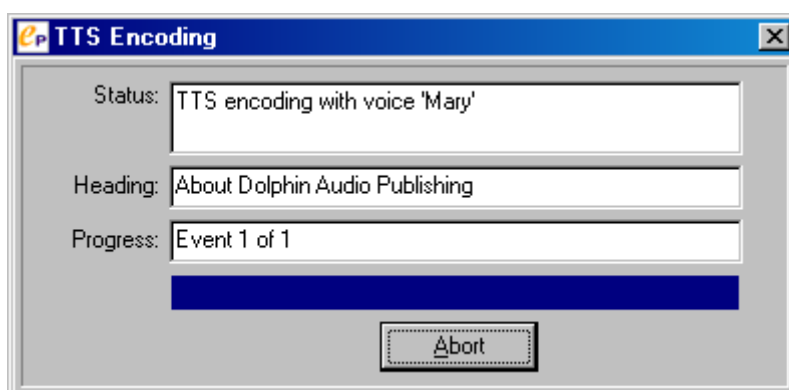 eP TTS Encoding
Status: TTS encoding with voice 'Mary'
Heading: About Dolphin Audio Publishing
Progress: Event 1 of 1
Abort